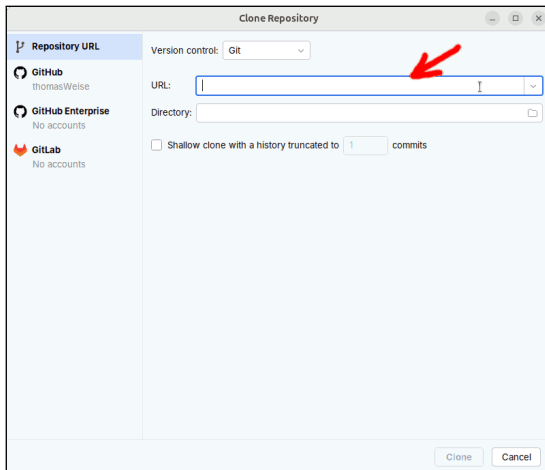 Clone Repository
Repository URL
GitHub
thomasWeise
GitHub Enterprise
No accounts
GitLab
No accounts
Version control: Git
URL:
Directory:
Shallow clone with a history truncated to 1 commits
Clone Cancel